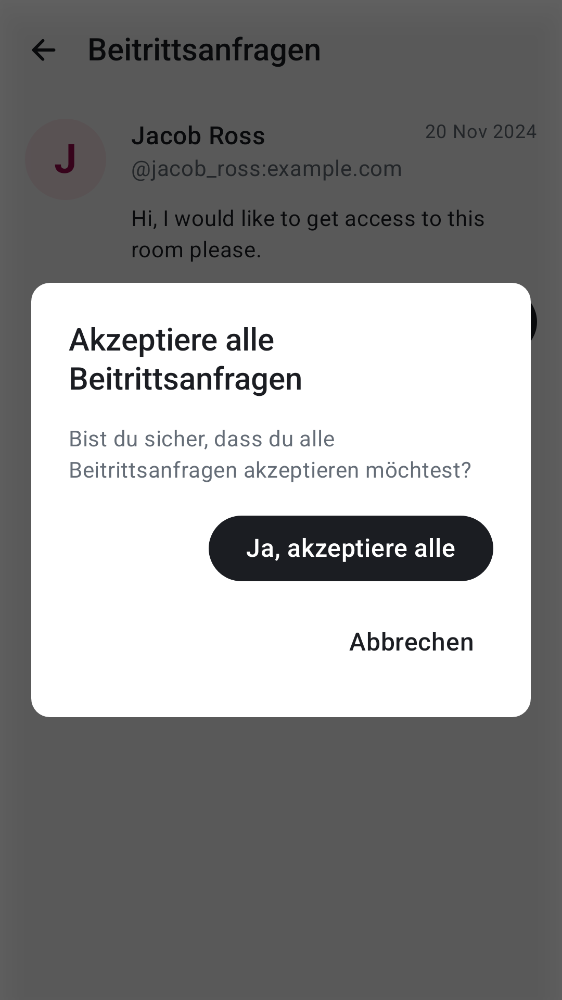 Beitrittsanfragen
J
Jacob Ross
20 Nov 2024
@jacob_ross:example.com
Hi, I would like to get access to this
room please.
Akzeptiere alle
Beitrittsanfragen
Bist du sicher, dass du alle
Beitrittsanfragen akzeptieren möchtest?
Ja, akzeptiere alle
Abbrechen